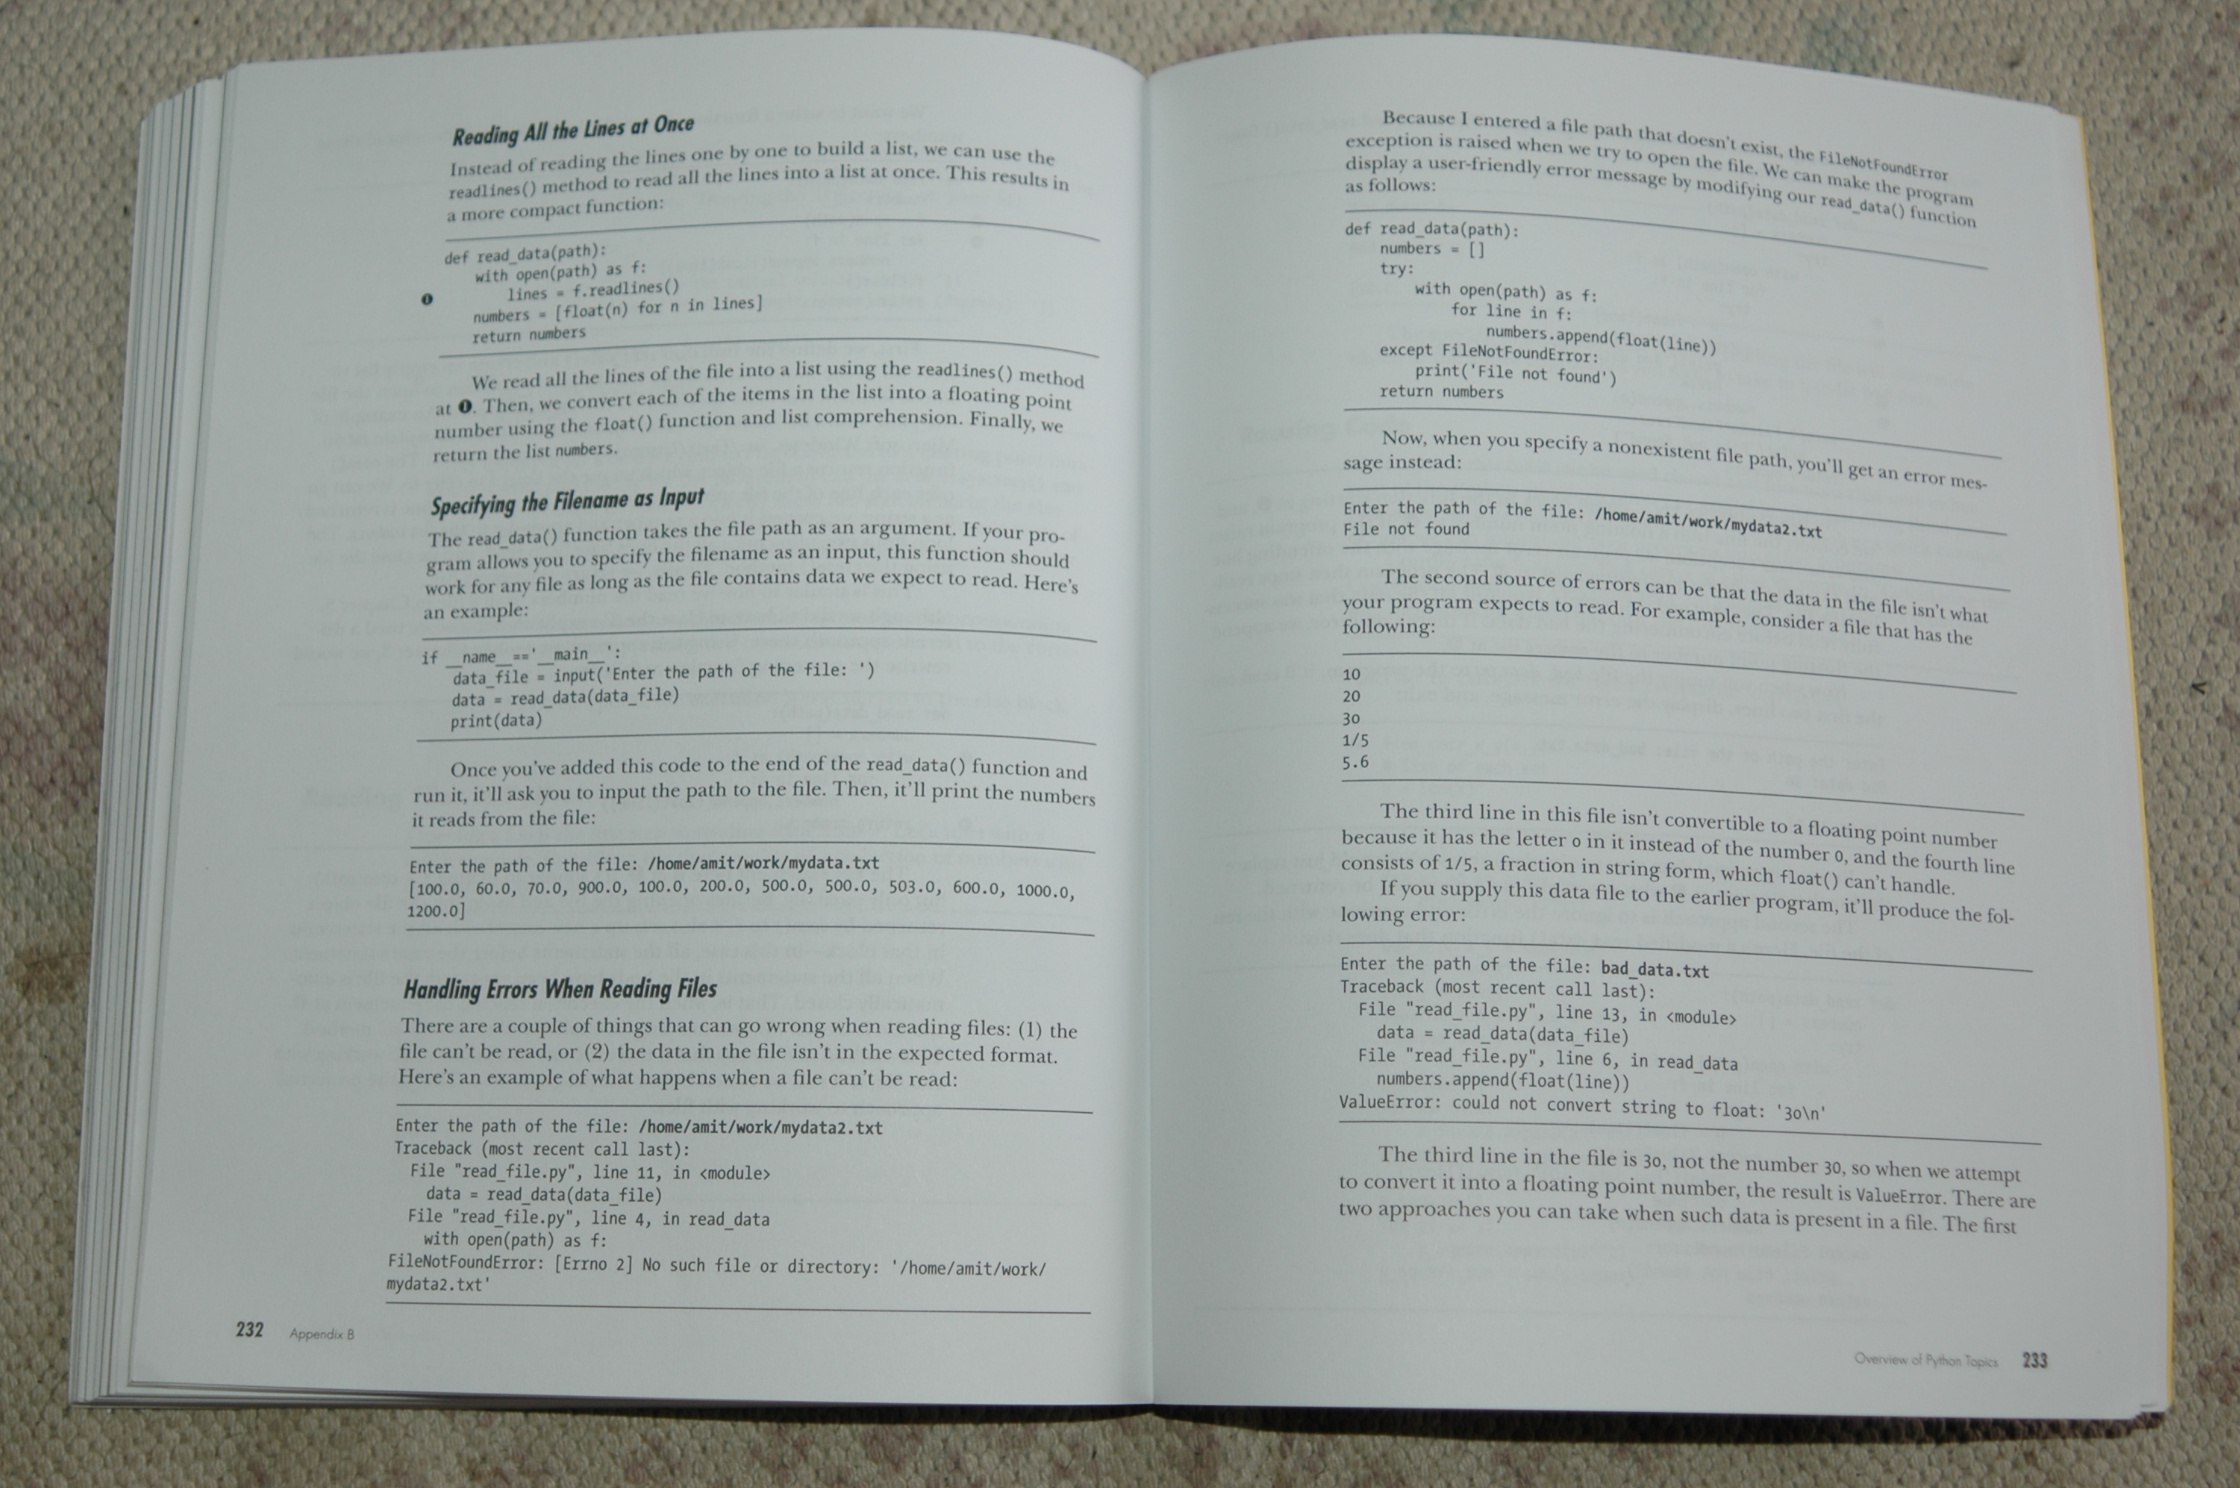 Reading All the Lines at Once
Instead of reading the lines one by one to build a list, we can use the
readlines() method to read all the lines into a list at once. This results in
a more compact function:
def read_data(path):
    with open(path) as f:
❶        lines = f.readlines()
    numbers = [float(n) for n in lines]
    return numbers
We read all the lines of the file into a list using the readlines() method
at ❶. Then, we convert each of the items in the list into a floating point
number using the float() function and list comprehension. Finally, we
return the list numbers.
Specifying the Filename as Input
The read_data() function takes the file path as an argument. If your pro-
gram allows you to specify the filename as an input, this function should
work for any file as long as the file contains data we expect to read. Here's
an example:
if __name__=='__main__':
    data_file = input('Enter the path of the file: ')
    data = read_data(data_file)
    print(data)
Once you've added this code to the end of the read_data() function and
run it, it'll ask you to input the path to the file. Then, it'll print the numbers
it reads from the file:
Enter the path of the file: /home/amit/work/mydata.txt
[100.0, 60.0, 70.0, 900.0, 100.0, 200.0, 500.0, 500.0, 503.0, 600.0, 1000.0,
1200.0]
Handling Errors When Reading Files
There are a couple of things that can go wrong when reading files: (1) the
file can't be read, or (2) the data in the file isn't in the expected format.
Here's an example of what happens when a file can't be read:
Enter the path of the file: /home/amit/work/mydata2.txt
Traceback (most recent call last):
  File "read_file.py", line 11, in <module>
    data = read_data(data_file)
  File "read_file.py", line 4, in read_data
    with open(path) as f:
FileNotFoundError: [Errno 2] No such file or directory: '/home/amit/work/
mydata2.txt'
232 Appendix B
Because I entered a file path that doesn't exist, the FileNotFoundError
exception is raised when we try to open the file. We can make the program
display a user-friendly error message by modifying our read_data() function
as follows:
def read_data(path):
    numbers = []
    try:
        with open(path) as f:
            for line in f:
                numbers.append(float(line))
    except FileNotFoundError:
        print('File not found')
    return numbers
Now, when you specify a nonexistent file path, you'll get an error mes-
sage instead:
Enter the path of the file: /home/amit/work/mydata2.txt
File not found
The second source of errors can be that the data in the file isn't what
your program expects to read. For example, consider a file that has the
following:
10
20
3o
1/5
5.6
The third line in this file isn't convertible to a floating point number
because it has the letter o in it instead of the number 0, and the fourth line
consists of 1/5, a fraction in string form, which float() can't handle.
If you supply this data file to the earlier program, it'll produce the fol-
lowing error:
Enter the path of the file: bad_data.txt
Traceback (most recent call last):
  File "read_file.py", line 13, in <module>
    data = read_data(data_file)
  File "read_file.py", line 6, in read_data
    numbers.append(float(line))
ValueError: could not convert string to float: '3o\n'
The third line in the file is 3o, not the number 30, so when we attempt
to convert it into a floating point number, the result is ValueError. There are
two approaches you can take when such data is present in a file. The first
Overview of Python Topics 233